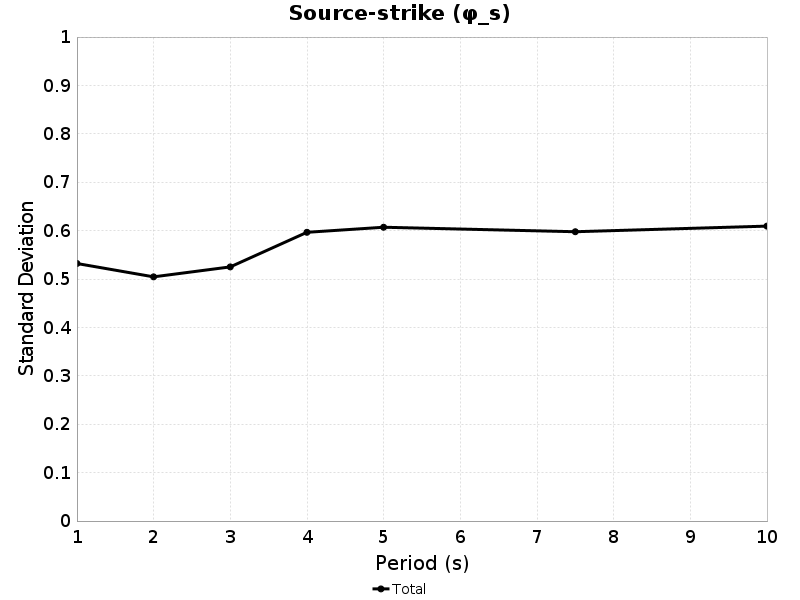 Source-strike (φ_s)
1
0.9
0.8
0.7
0.6
0.5
0.4
0.3
0.2
0.1
0
Standard Deviation
1 2 3 4 5 6 7 8 9 10
Period (s)
Total